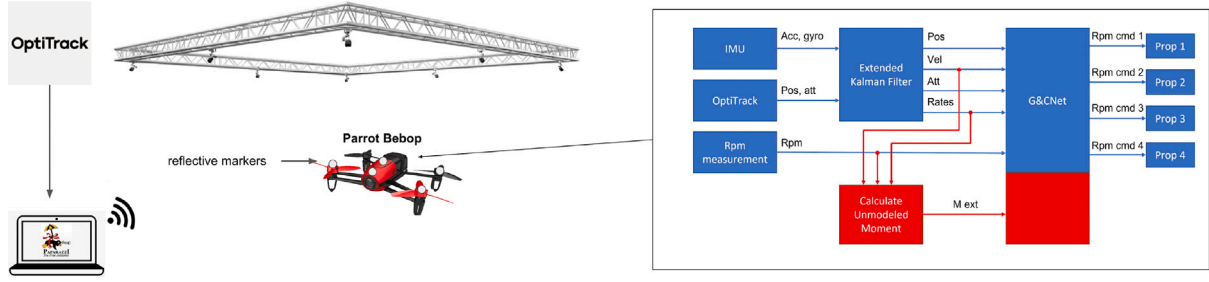 OptiTrack
reflective markers
Parrot Bebop
PAPARAZZI
IMU
Acc, gyro
OptiTrack
Pos, att
Rpm
measurement
Rpm
Extended
Kalman Filter
Pos
Vel
Att
Rates
Calculate
Unmodeled
Moment
M ext
G&CNet
Rpm cmd 1
Prop 1
Rpm cmd 2
Prop 2
Rpm cmd 3
Prop 3
Rpm cmd 4
Prop 4